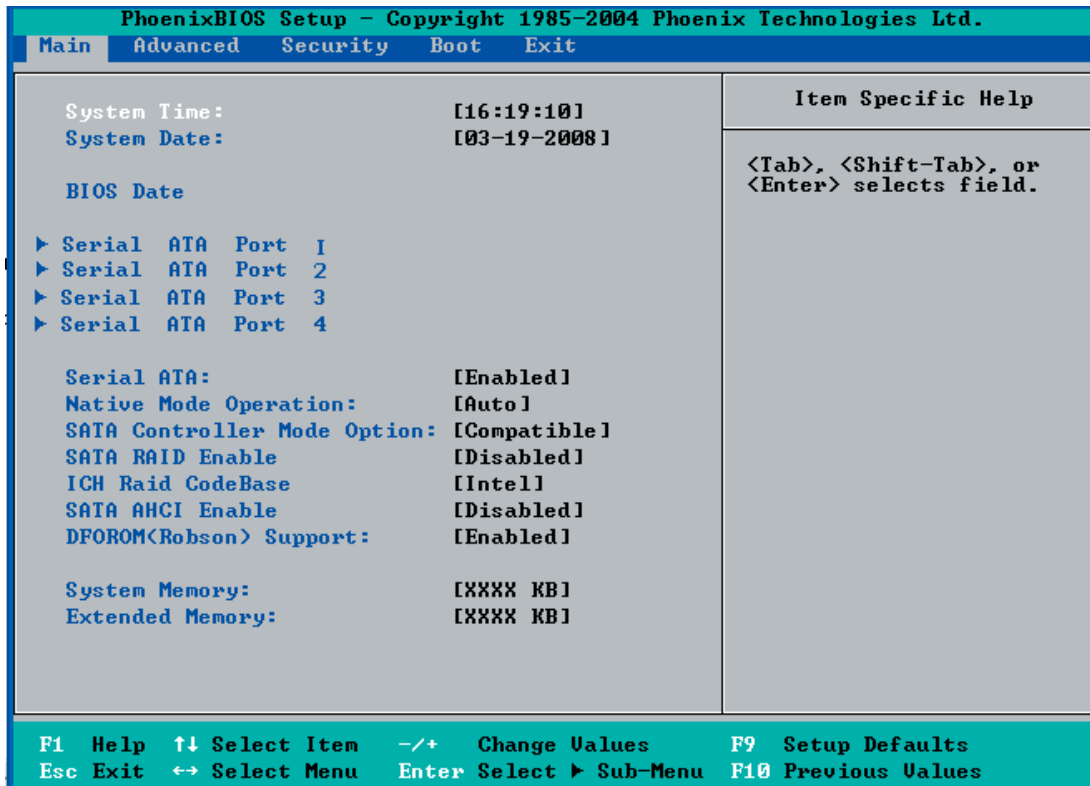 PhoenixBIOS Setup - Copyright 1985-2004 Phoenix Technologies Ltd.
Main Advanced Security Boot Exit
System Time: [16:19:10]
System Date: [03-19-2008]
BIOS Date
Serial ATA Port 1
Serial ATA Port 2
Serial ATA Port 3
Serial ATA Port 4
Serial ATA: [Enabled]
Native Mode Operation: [Auto]
SATA Controller Mode Option: [Compatible]
SATA RAID Enable [Disabled]
ICH Raid CodeBase [Intel]
SATA AHCI Enable [Disabled]
DFOROM(Robson) Support: [Enabled]
System Memory: [XXXX KB]
Extended Memory: [XXXX KB]
Item Specific Help
<Tab>, <Shift-Tab>, or
<Enter> selects field.
F1 Help ↑↓ Select Item -/+ Change Values F9 Setup Defaults
Esc Exit ↔ Select Menu Enter Select ▶ Sub-Menu F10 Previous Values